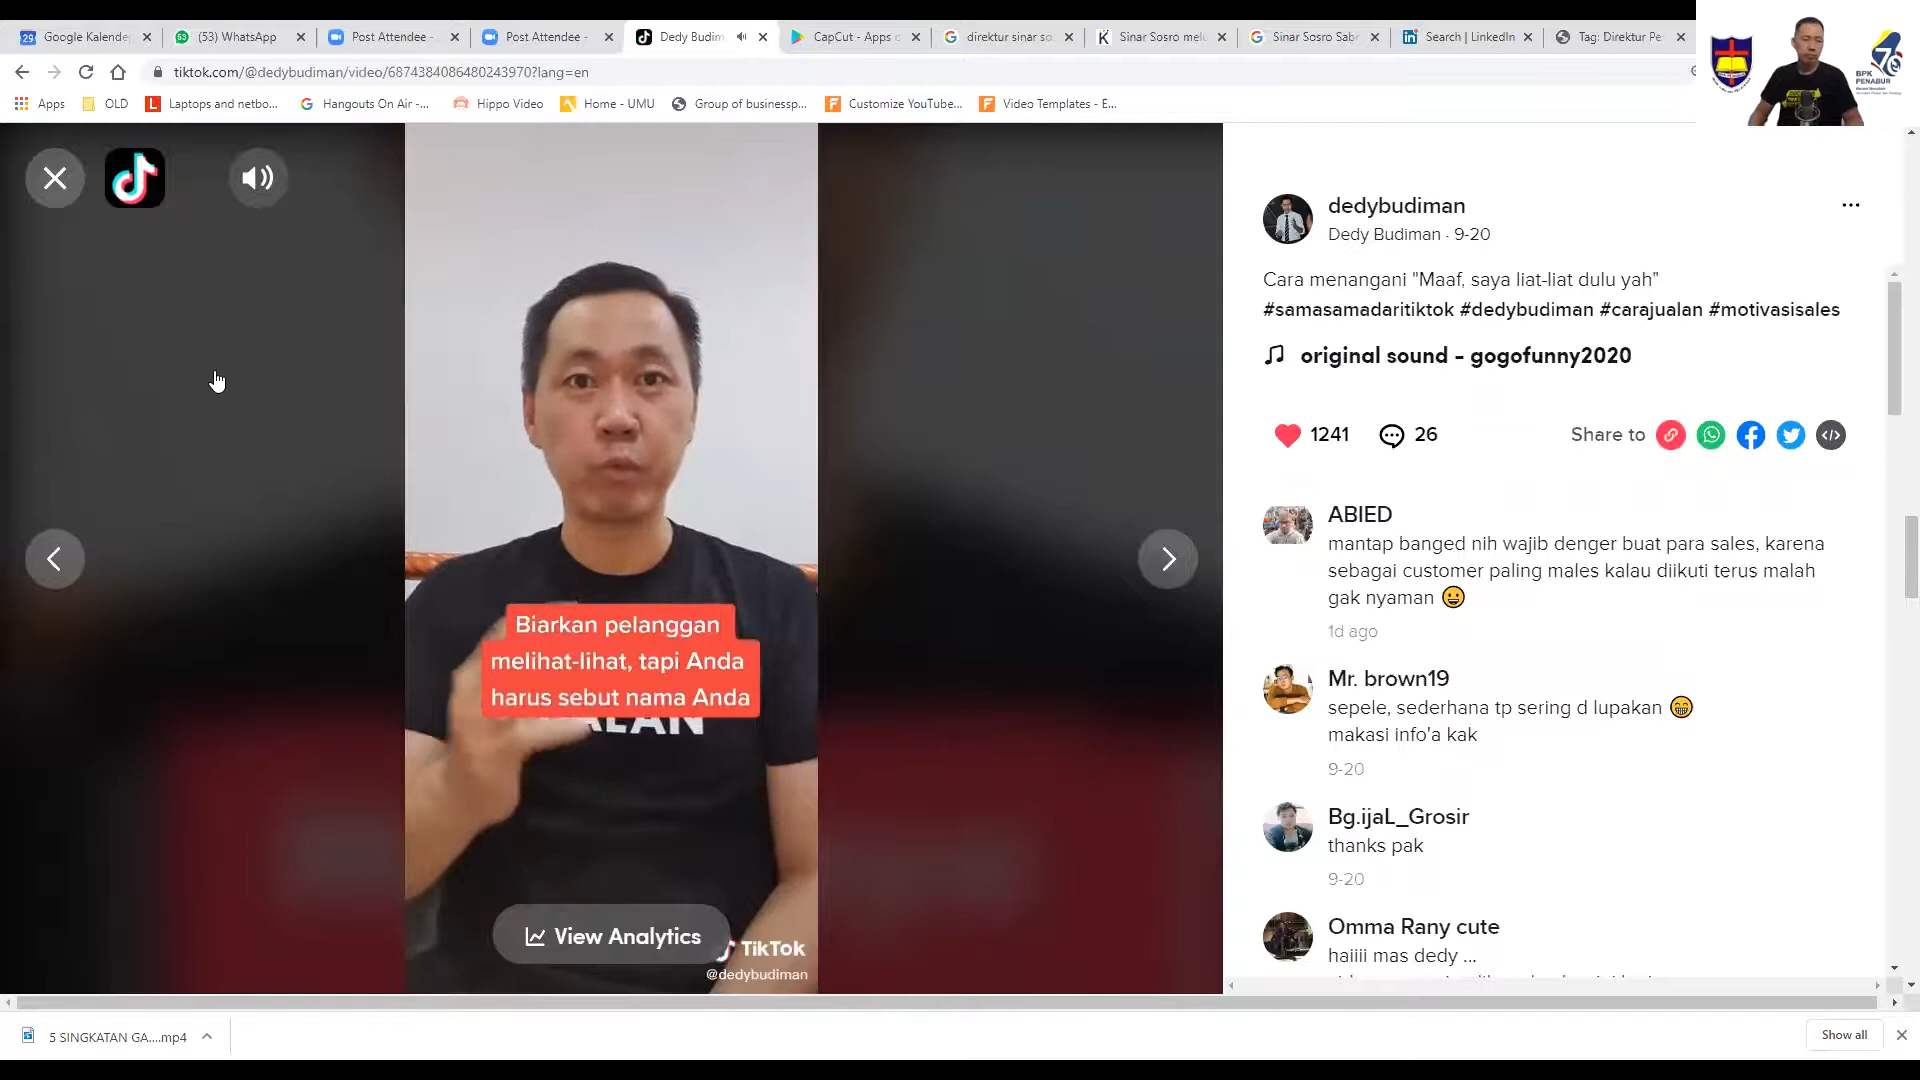 Google Kalende
(53) WhatsApp
Post Attendee -
Post Attendee -
Dedy Budim
CapCut - Apps o
direktur sinar so
Sinar Sosro mel
Sinar Sosro Sabr
Search | LinkedIn
Tag: Direktur Pe
tiktok.com/@dedybudiman/video/6874384086480243970?lang=en
Apps
OLD
Laptops and netbo...
Hangouts On Air -...
Hippo Video
Home - UMU
Group of businessp...
Customize YouTube...
Video Templates - E...
BPK
PENABUR
Biarkan pelanggan
melihat-lihat, tapi Anda
harus sebut nama Anda
View Analytics
TikTok
@dedybudiman
dedybudiman
Dedy Budiman · 9-20
Cara menangani "Maaf, saya liat-liat dulu yah"
#samasamadaritiktok #dedybudiman #carajualan #motivasisales
original sound - gogofunny2020
1241
26
Share to
ABIED
mantap banged nih wajib denger buat para sales, karena
sebagai customer paling males kalau diikuti terus malah
gak nyaman 😀
1d ago
Mr. brown19
sepele, sederhana tp sering d lupakan 😁
makasi info'a kak
9-20
Bg.ijaL_Grosir
thanks pak
9-20
Omma Rany cute
haiiii mas dedy ...
5 SINGKATAN GA....mp4
Show all